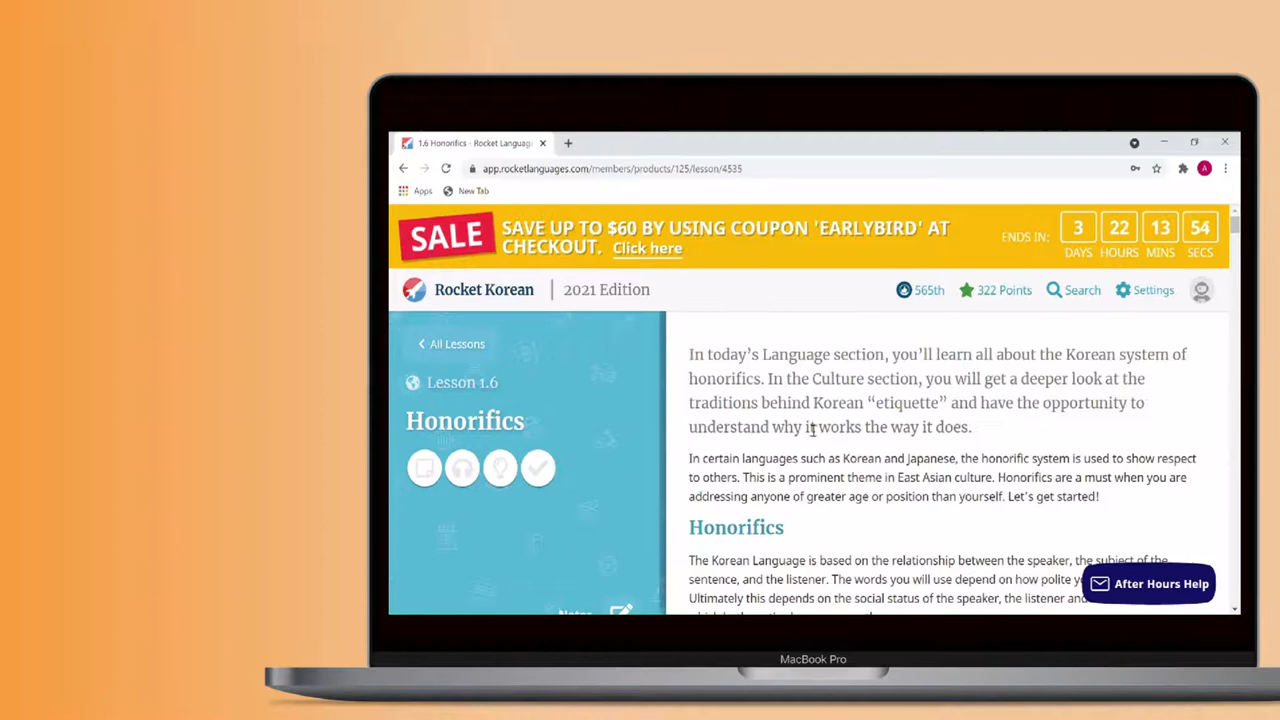 1.6 Honorifics - Rocket Languag
app.rocketlanguages.com/members/products/125/lesson/4535
A
Apps
New Tab
SALE
SAVE UP TO $60 BY USING COUPON 'EARLYBIRD' AT
CHECKOUT. Click here
ENDS IN:
3 22 13 54
DAYS HOURS MINS SECS
Rocket Korean 2021 Edition
565th 322 Points Search Settings
All Lessons
Lesson 1.6
Honorifics
In today's Language section, you'll learn all about the Korean system of
honorifics. In the Culture section, you will get a deeper look at the
traditions behind Korean “etiquette” and have the opportunity to
understand why it works the way it does.
In certain languages such as Korean and Japanese, the honorific system is used to show respect
to others. This is a prominent theme in East Asian culture. Honorifics are a must when you are
addressing anyone of greater age or position than yourself. Let's get started!
Honorifics
The Korean Language is based on the relationship between the speaker, the subject of the
sentence, and the listener. The words you will use depend on how polite
Ultimately this depends on the social status of the speaker, the listener and
After Hours Help
MacBook Pro